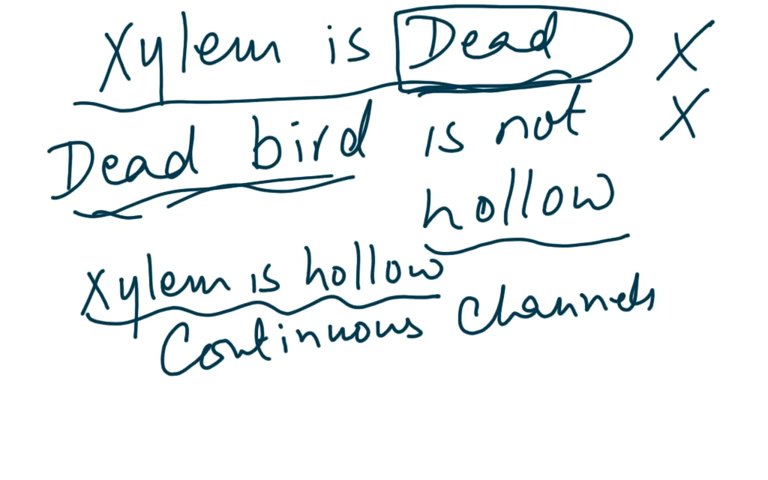 Xylem is Dead X
Dead bird is not X
hollow
Xylem is hollow
Continuous Channels